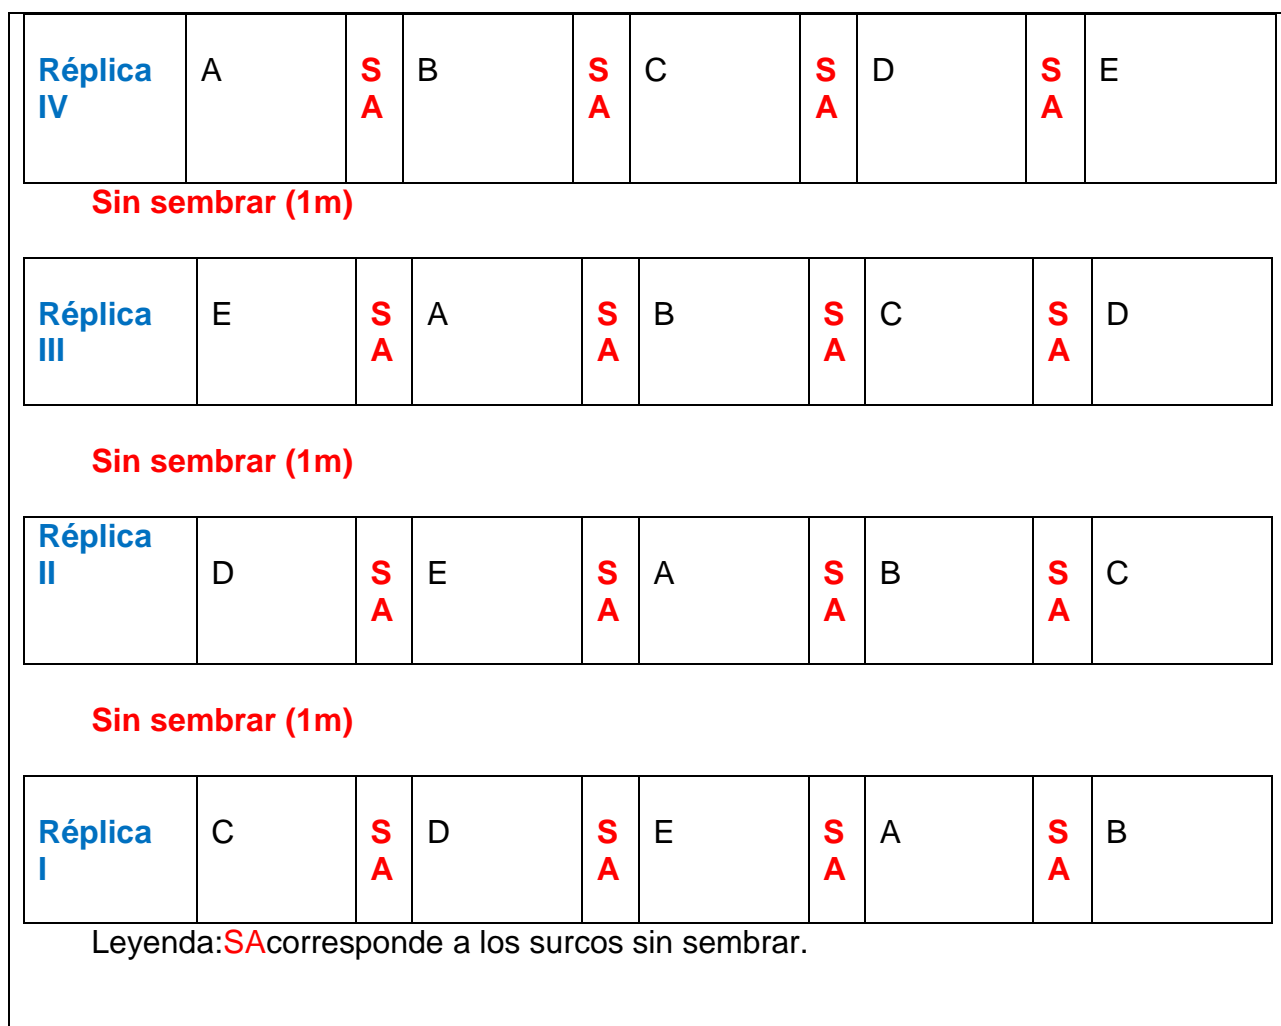 Réplica IV A SA B SA C SA D SA E
Sin sembrar (1m)
Réplica III E SA A SA B SA C SA D
Sin sembrar (1m)
Réplica II D SA E SA A SA B SA C
Sin sembrar (1m)
Réplica I C SA D SA E SA A SA B
Leyenda:SAcorresponde a los surcos sin sembrar.